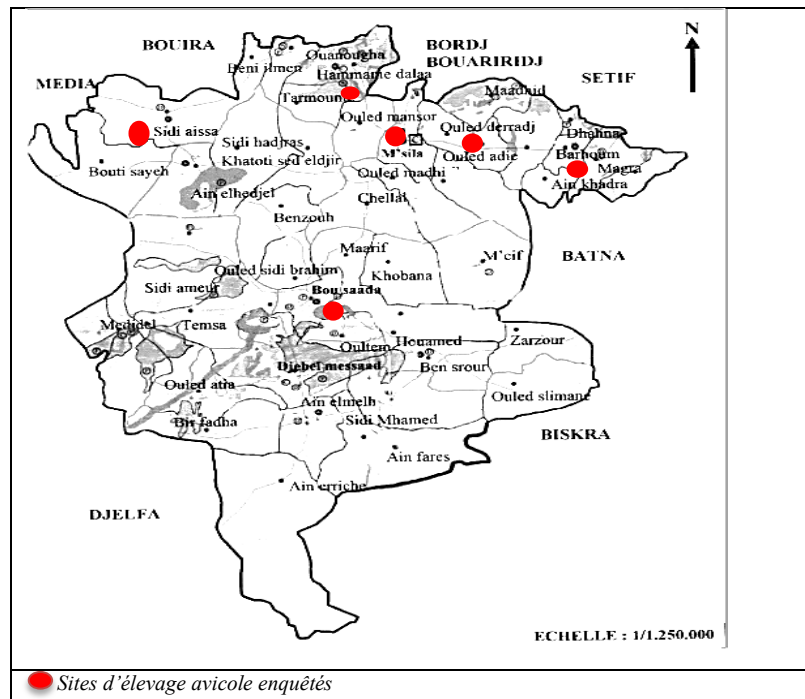 BOUIRA
BORDJ
BOUARIRIDJ
N
MEDIA
SETIF
Ouanougha
Beni ilmen
Hammame dalaa
Tarmount
Maadhid
Ouled mansor
Sidi aissa
Sidi hadjras
M'sila
Ouled derradj
Dhahna
Bouti sayeh
Khatoti sed eldjir
Ouled adie
Barhoum
Magra
Ouled madhi
Ain khadra
Ain elhedjel
Chellal
Benzouh
Maarif
M'cif
BATNA
Ouled sidi brahim
Khobana
Sidi ameur
Bou saada
Medjdel
Temsa
Houamed
Zarzour
Oultem
Djebel messaad
Ben srour
Ouled atia
Ouled slimane
Ain elmelh
Bir fadha
Sidi Mhamed
BISKRA
Ain fares
Ain erriche
DJELFA
ECHELLE : 1/1.250.000
Sites d'élevage avicole enquêtés